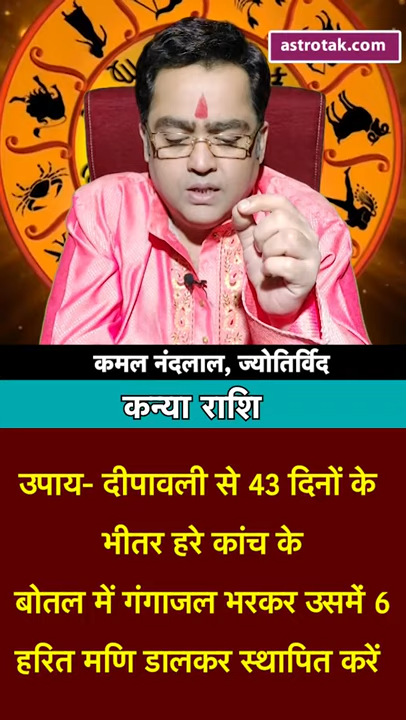 astrotak.com
कमल नंदलाल, ज्योतिर्विद
कन्या राशि
उपाय- दीपावली से 43 दिनों के
भीतर हरे कांच के
बोतल में गंगाजल भरकर उसमें 6
हरित मणि डालकर स्थापित करें